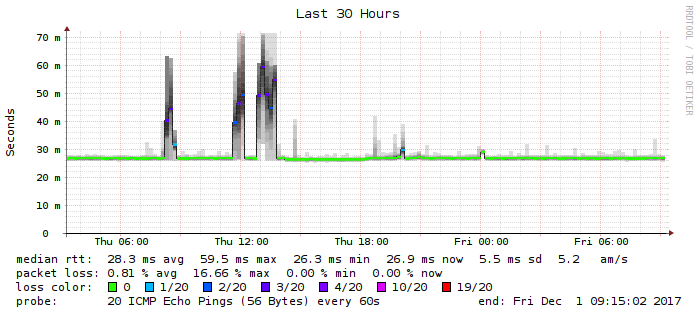 Last 30 Hours
RRDTOOL / TOBI OETIKER
Seconds
70 m
60 m
50 m
40 m
30 m
20 m
10 m
0
Thu 06:00 Thu 12:00 Thu 18:00 Fri 00:00 Fri 06:00
median rtt: 28.3 ms avg 59.5 ms max 26.3 ms min 26.9 ms now 5.5 ms sd 5.2 am/s
packet loss: 0.81 % avg 16.66 % max 0.00 % min 0.00 % now
loss color: 0 1/20 2/20 3/20 4/20 10/20 19/20
probe: 20 ICMP Echo Pings (56 Bytes) every 60s end: Fri Dec 1 09:15:02 2017